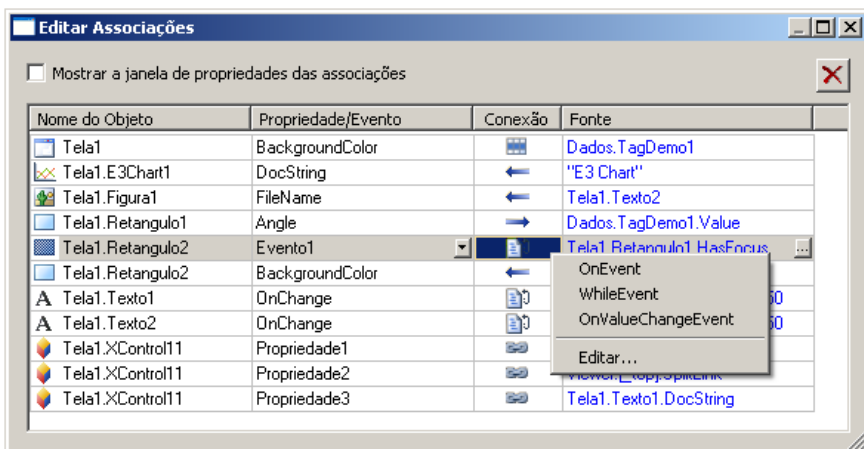 Editar Associações
Mostrar a janela de propriedades das associações
Nome do Objeto Propriedade/Evento Conexão Fonte
Tela1 BackgroundColor Dados.TagDemo1
Tela1.E3Chart1 DocString "E3 Chart"
Tela1.Figura1 FileName Tela1.Texto2
Tela1.Retangulo1 Angle Dados.TagDemo1.Value
Tela1.Retangulo2 Evento1 Tela1.Retangulo1.HasFocus ...
Tela1.Retangulo2 BackgroundColor
OnEvent
Tela1.Texto1 OnChange WhileEvent 50
Tela1.Texto2 OnChange OnValueChangeEvent 50
Tela1.XControl11 Propriedade1 Editar...
Tela1.XControl11 Propriedade2
Tela1.XControl11 Propriedade3 Tela1.Texto1.DocString